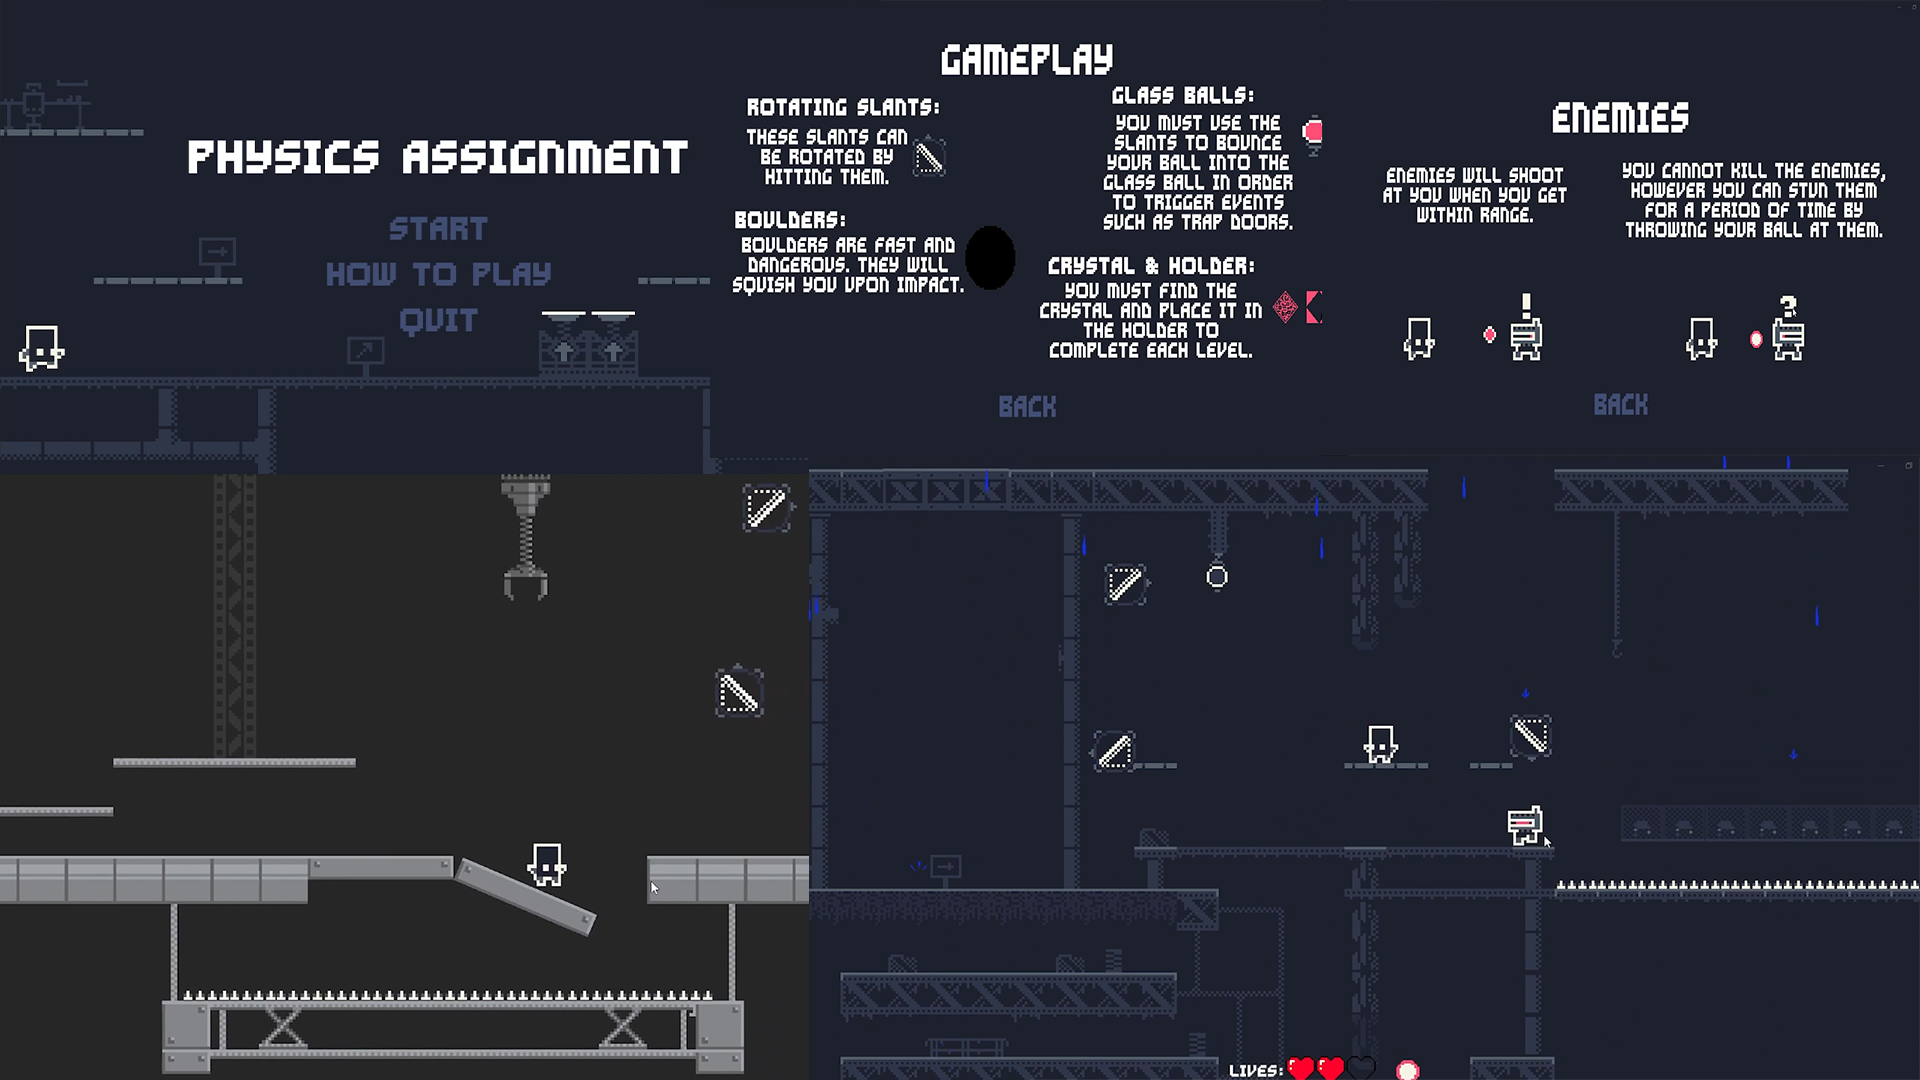 PHYSICS ASSIGNMENT
START
HOW TO PLAY
QUIT
GAMEPLAY
ROTATING SLANTS:
THESE SLANTS CAN
BE ROTATED BY
HITTING THEM.
BOULDERS:
BOULDERS ARE FAST AND
DANGEROUS. THEY WILL
SQUISH YOU UPON IMPACT.
GLASS BALLS:
YOU MUST USE THE
SLANTS TO BOUNCE
YOUR BALL INTO THE
GLASS BALL IN ORDER
TO TRIGGER EVENTS
SUCH AS TRAP DOORS.
CRYSTAL & HOLDER:
YOU MUST FIND THE
CRYSTAL AND PLACE IT IN
THE HOLDER TO
COMPLETE EACH LEVEL.
BACK
ENEMIES
ENEMIES WILL SHOOT
AT YOU WHEN YOU GET
WITHIN RANGE.
YOU CANNOT KILL THE ENEMIES,
HOWEVER YOU CAN STUN THEM
FOR A PERIOD OF TIME BY
THROWING YOUR BALL AT THEM.
!
?
BACK
LIVES: